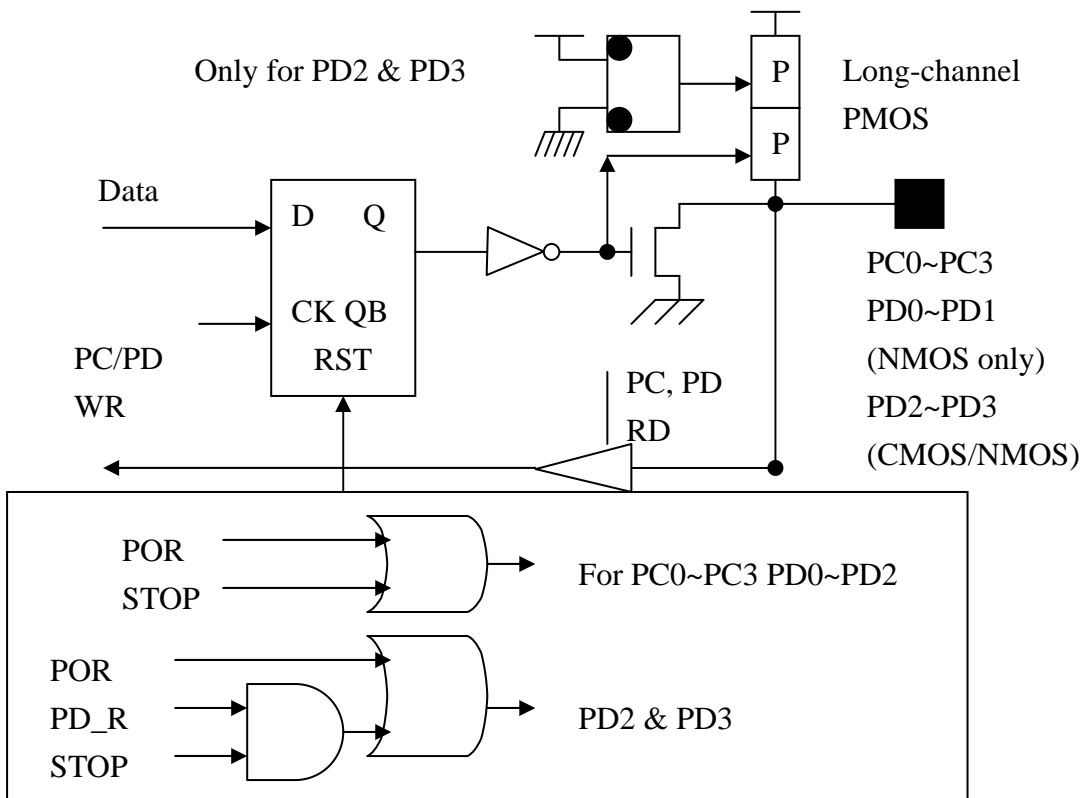 Only for PD2 & PD3
P
Long-channel
PMOS
P
Data
D Q
CK QB
RST
PC/PD
WR
PC, PD
RD
PC0~PC3
PD0~PD1
(NMOS only)
PD2~PD3
(CMOS/NMOS)
POR
STOP
For PC0~PC3 PD0~PD2
POR
PD_R
STOP
PD2 & PD3